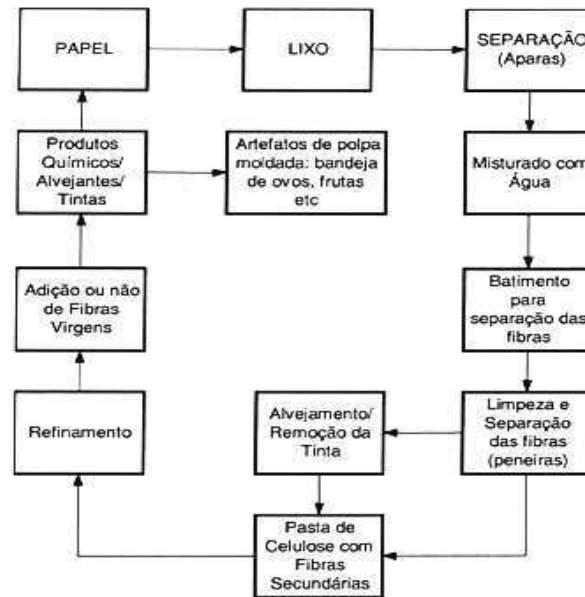 PAPEL
LIXO
SEPARAÇÃO
(Aparas)
Produtos
Químicos/
Alvejantes/
Tintas
Artefatos de polpa
moldada: bandeja
de ovos, frutas
etc
Misturado com
Água
Adição ou não
de Fibras
Virgens
Batimento
para
separação das
fibras
Refinamento
Alvejamento/
Remoção da
Tinta
Limpeza e
Separação
das fibras
(peneiras)
Pasta de
Celulose com
Fibras
Secundárias